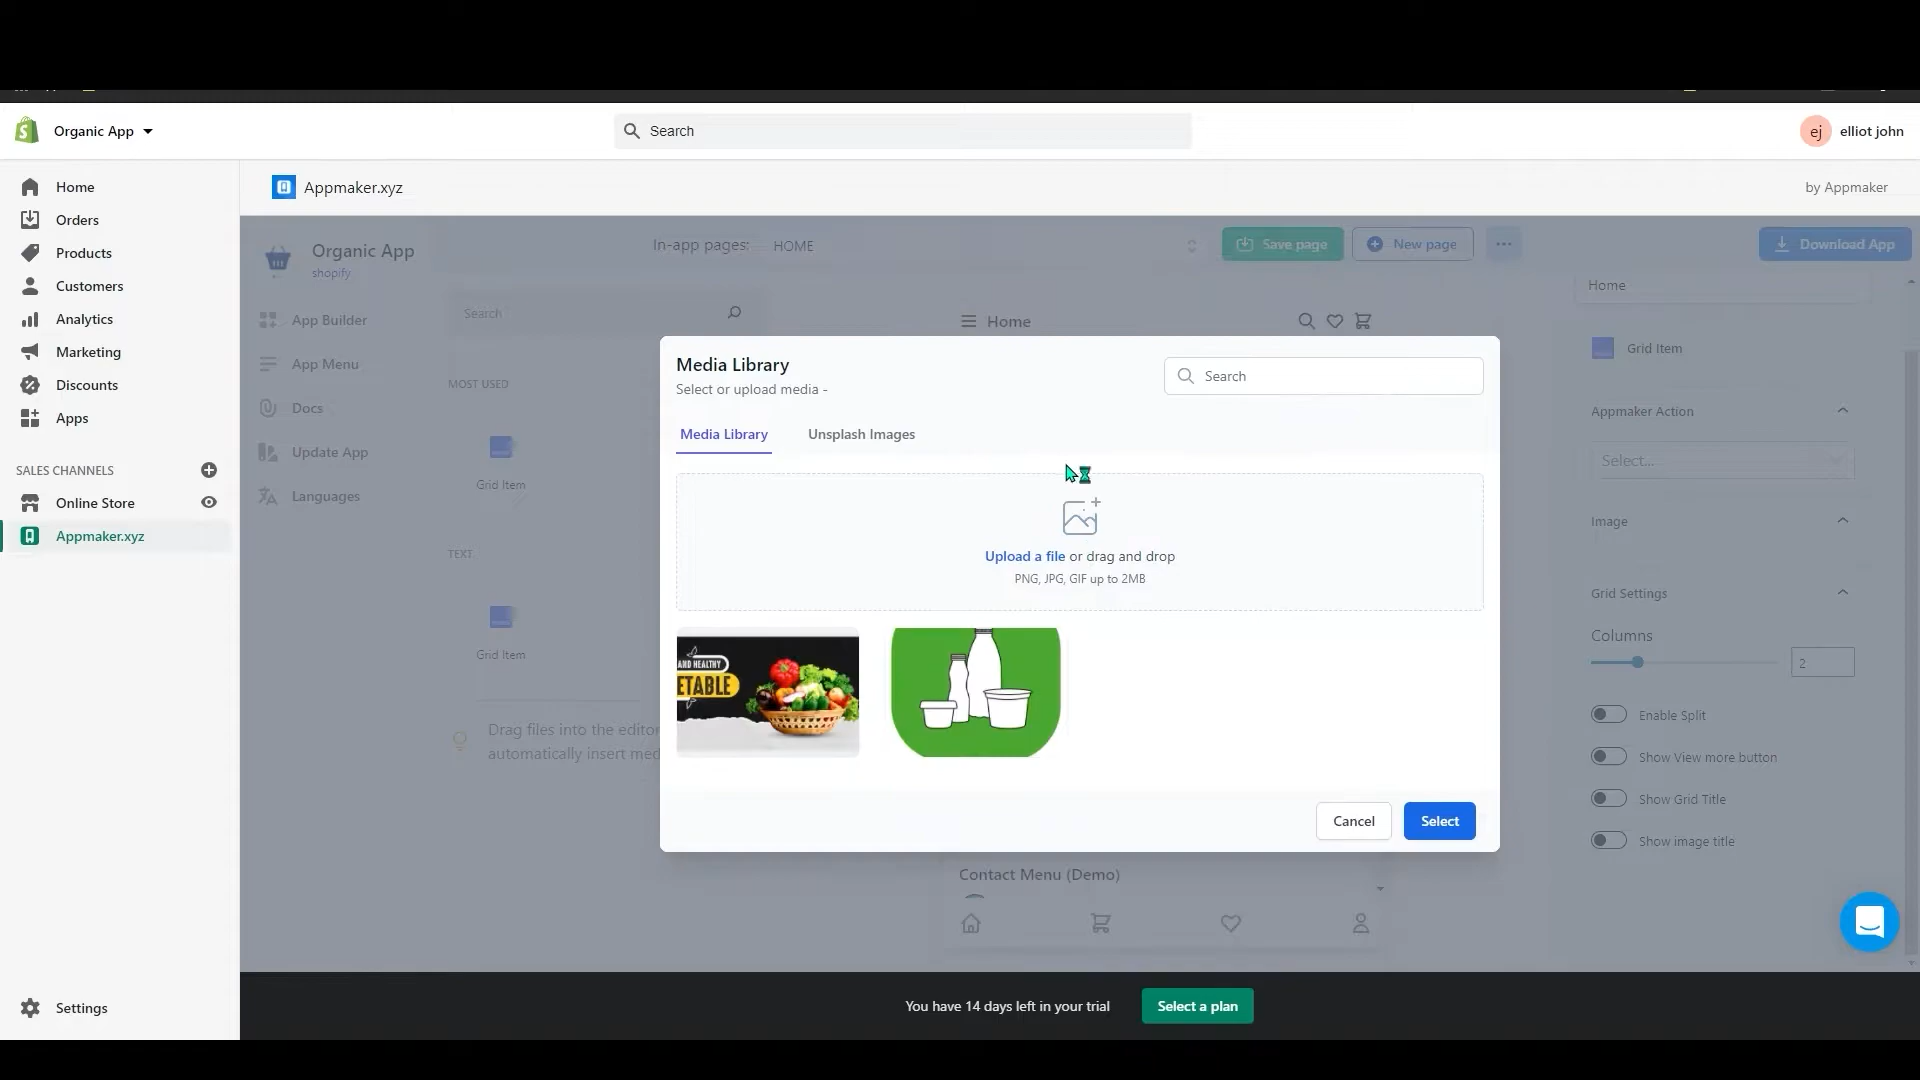 Organic App
Search
ej elliot john
Home
Orders
Products
Customers
Analytics
Marketing
Discounts
Apps
SALES CHANNELS
Online Store
Appmaker.xyz
Settings
Appmaker.xyz
by Appmaker
Organic App
shopify
In-app pages: HOME
Save page
New page
Download App
App Builder
App Menu
Docs
Update App
Languages
Search
MOST USED
Grid Item
TEXT
Grid Item
Drag files into the editor
automatically insert med
Home
Media Library
Select or upload media -
Search
Media Library
Unsplash Images
Upload a file or drag and drop
PNG, JPG, GIF up to 2MB
AND HEALTHY
ETABLE
Cancel
Select
Contact Menu (Demo)
Home
Grid Item
Appmaker Action
Select...
Image
Grid Settings
Columns
2
Enable Split
Show View more button
Show Grid Title
Show image title
You have 14 days left in your trial
Select a plan